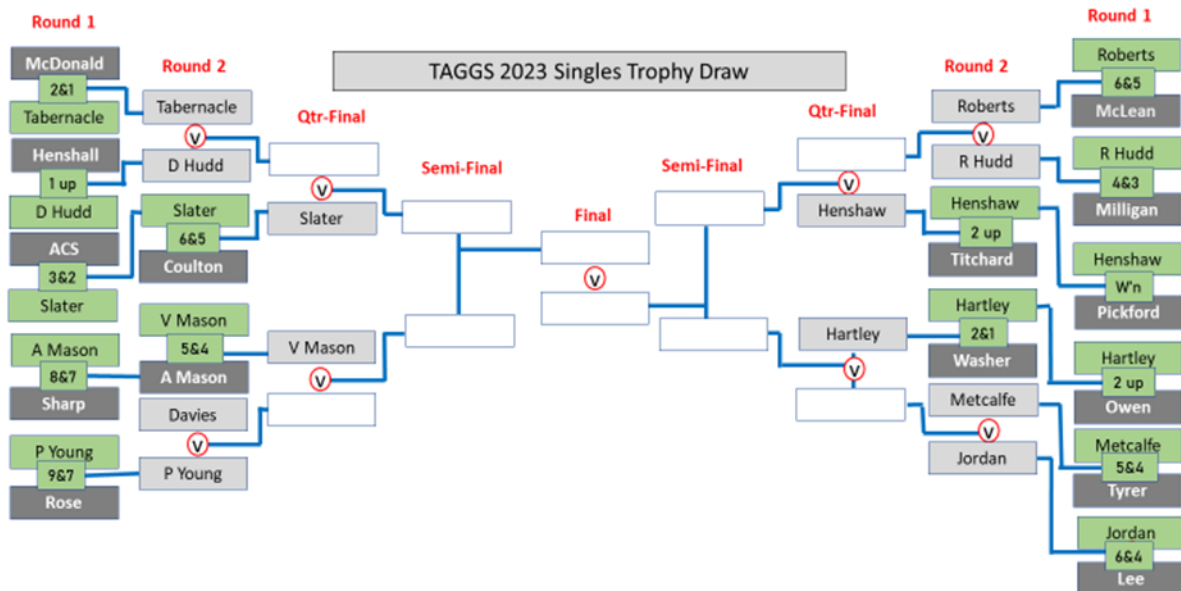 Round 1
McDonald
2&1
Tabernacle
Henshall
1 up
D Hudd
ACS
3&2
Slater
A Mason
8&7
Sharp
P Young
9&7
Rose
Round 2
Tabernacle
V
D Hudd
Slater
6&5
Coulton
V Mason
5&4
A Mason
Davies
V
P Young
TAGGS 2023 Singles Trophy Draw
Qtr-Final
V
Slater
V Mason
V
Semi-Final
Final
V
Semi-Final
Qtr-Final
V
Henshaw
Hartley
V
Round 2
Roberts
V
R Hudd
Henshaw
2 up
Titchard
Hartley
2&1
Washer
Metcalfe
V
Jordan
Round 1
Roberts
6&5
McLean
R Hudd
4&3
Milligan
Henshaw
W'n
Pickford
Hartley
2 up
Owen
Metcalfe
5&4
Tyrer
Jordan
6&4
Lee